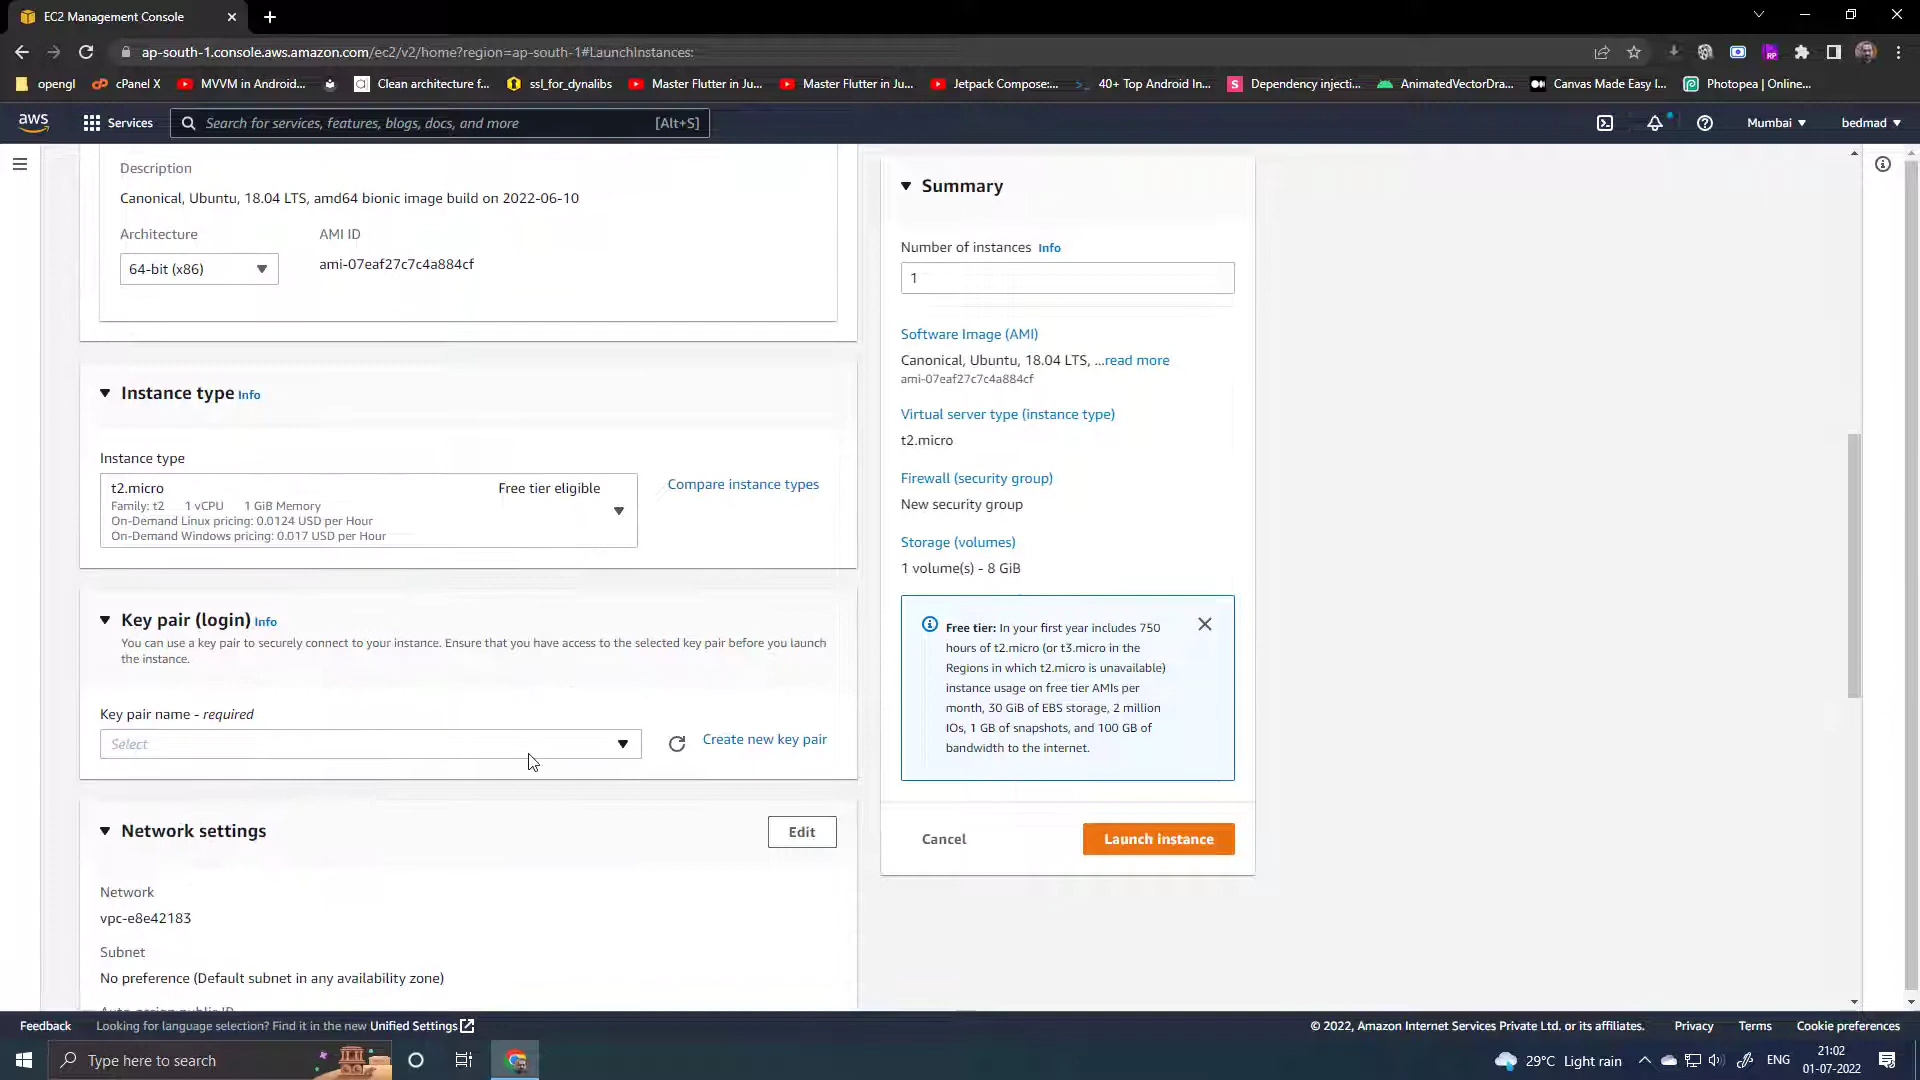 EC2 Management Console
ap-south-1.console.aws.amazon.com/ec2/v2/home?region=ap-south-1#LaunchInstances:
opengl
cPanel X
MVVM in Android...
Clean architecture f...
ssl_for_dynalibs
Master Flutter in Ju...
Master Flutter in Ju...
Jetpack Compose:...
40+ Top Android In...
Dependency injecti...
AnimatedVectorDra...
Canvas Made Easy I...
Photopea | Online...
aws
Services
Search for services, features, blogs, docs, and more
[Alt+S]
Mumbai
bedmad
Description
Canonical, Ubuntu, 18.04 LTS, amd64 bionic image build on 2022-06-10
Architecture
AMI ID
64-bit (x86)
ami-07eaf27c7c4a884cf
Instance type Info
Instance type
t2.micro
Free tier eligible
Family: t2 1 vCPU 1 GiB Memory
On-Demand Linux pricing: 0.0124 USD per Hour
On-Demand Windows pricing: 0.017 USD per Hour
Compare instance types
Key pair (login) Info
You can use a key pair to securely connect to your instance. Ensure that you have access to the selected key pair before you launch
the instance.
Key pair name - required
Select
Create new key pair
Network settings
Edit
Network
vpc-e8e42183
Subnet
No preference (Default subnet in any availability zone)
Summary
Number of instances Info
1
Software Image (AMI)
Canonical, Ubuntu, 18.04 LTS, ...read more
ami-07eaf27c7c4a884cf
Virtual server type (instance type)
t2.micro
Firewall (security group)
New security group
Storage (volumes)
1 volume(s) - 8 GiB
Free tier: In your first year includes 750
hours of t2.micro (or t3.micro in the
Regions in which t2.micro is unavailable)
instance usage on free tier AMIs per
month, 30 GiB of EBS storage, 2 million
IOs, 1 GB of snapshots, and 100 GB of
bandwidth to the internet.
Cancel
Launch instance
Feedback
Looking for language selection? Find it in the new Unified Settings
© 2022, Amazon Internet Services Private Ltd. or its affiliates.
Privacy
Terms
Cookie preferences
Type here to search
29°C Light rain
ENG
21:02
01-07-2022